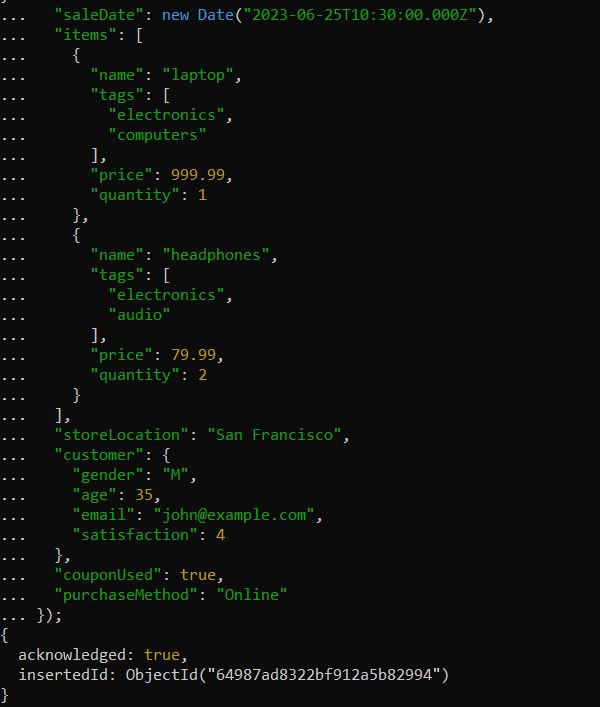 ...   "saleDate": new Date("2023-06-25T10:30:00.000Z"),
...   "items": [
...     {
...       "name": "laptop",
...       "tags": [
...         "electronics",
...         "computers"
...       ],
...       "price": 999.99,
...       "quantity": 1
...     },
...     {
...       "name": "headphones",
...       "tags": [
...         "electronics",
...         "audio"
...       ],
...       "price": 79.99,
...       "quantity": 2
...     }
...   ],
...   "storeLocation": "San Francisco",
...   "customer": {
...     "gender": "M",
...     "age": 35,
...     "email": "john@example.com",
...     "satisfaction": 4
...   },
...   "couponUsed": true,
...   "purchaseMethod": "Online"
... });
{
  acknowledged: true,
  insertedId: ObjectId("64987ad8322bf912a5b82994")
}